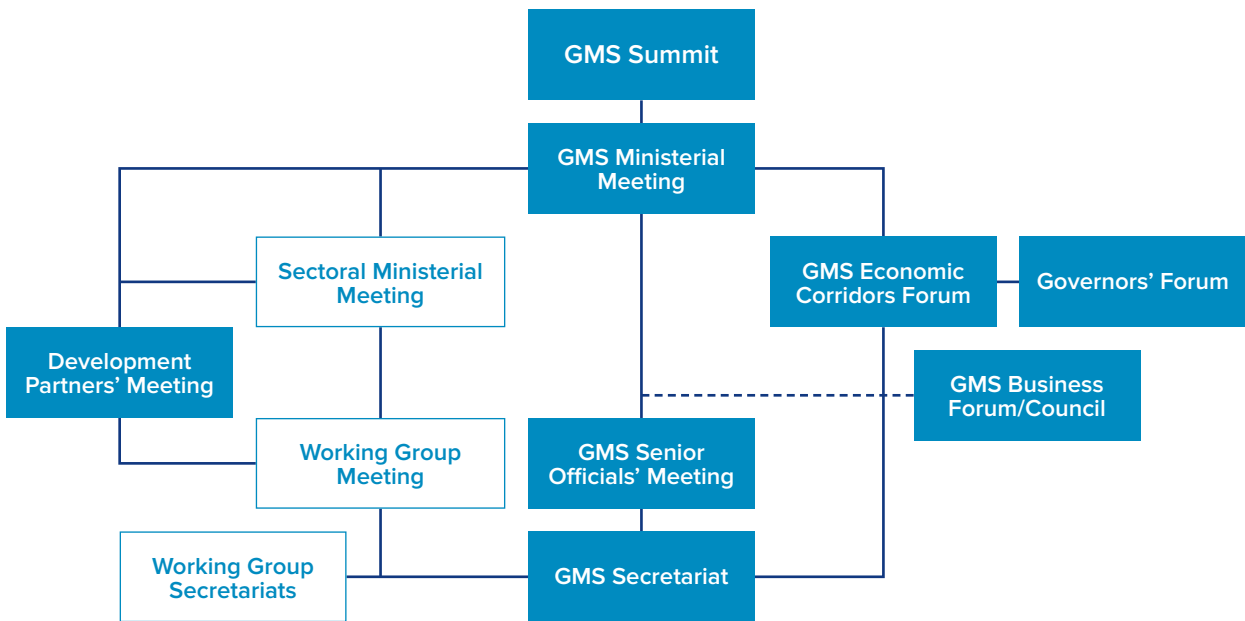 GMS Summit
GMS Ministerial
Meeting
Sectoral Ministerial
Meeting
GMS Economic
Corridors Forum
Governors’ Forum
Development
Partners’ Meeting
GMS Business
Forum/Council
Working Group
Meeting
GMS Senior
Officials’ Meeting
Working Group
Secretariats
GMS Secretariat